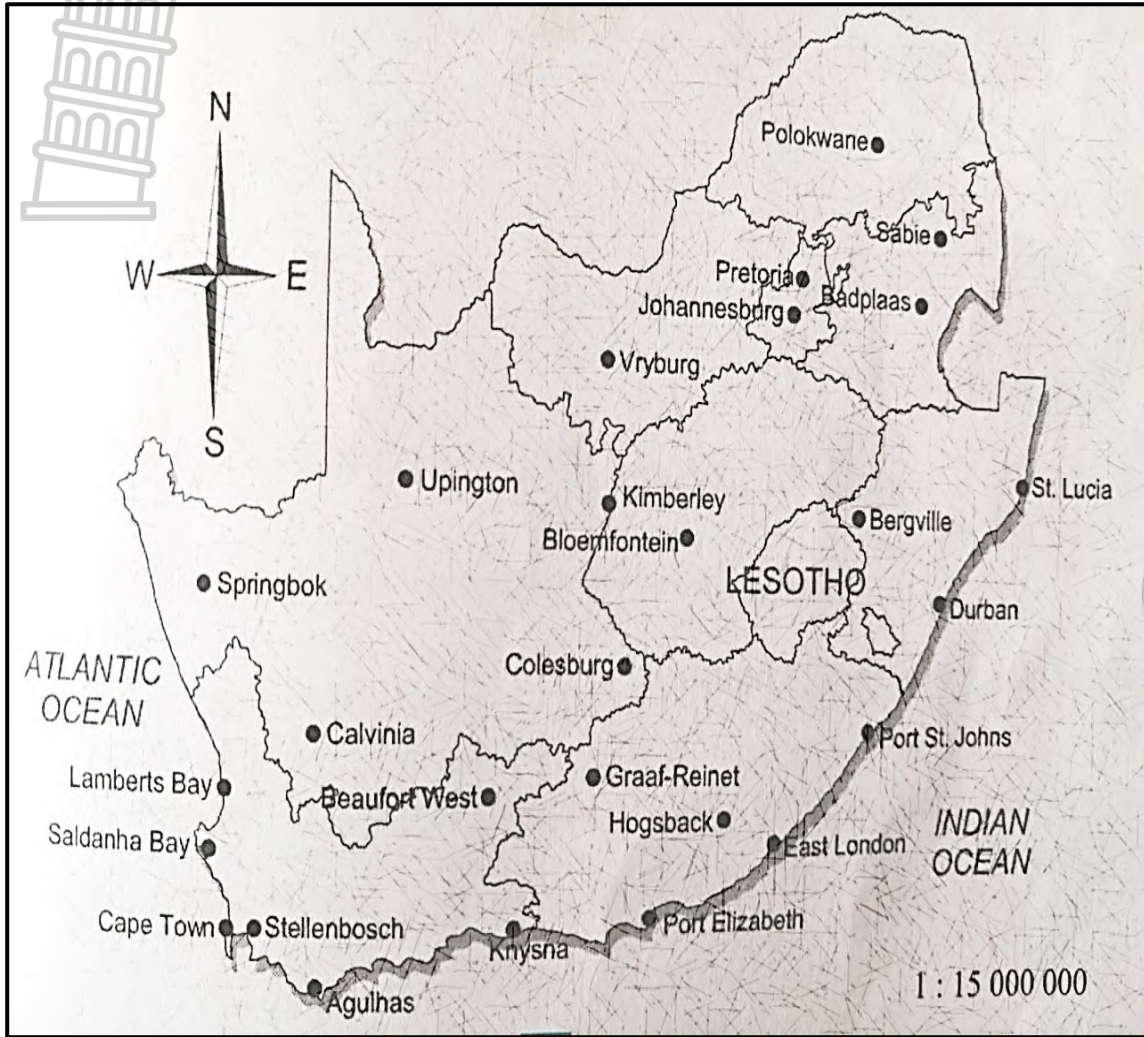 N
W
E
S
Polokwane
Sabie
Pretoria
Badplaas
Johannesburg
Vryburg
Upington
Kimberley
St. Lucia
Bergville
Bloemfontein
Springbok
LESOTHO
Durban
Colesburg
ATLANTIC
OCEAN
Calvinia
Port St. Johns
Lamberts Bay
Graaf-Reinet
Beaufort West
Hogsback
INDIAN
OCEAN
Saldanha Bay
East London
Cape Town
Stellenbosch
Port Elizabeth
Knysna
1 : 15 000 000
Agulhas